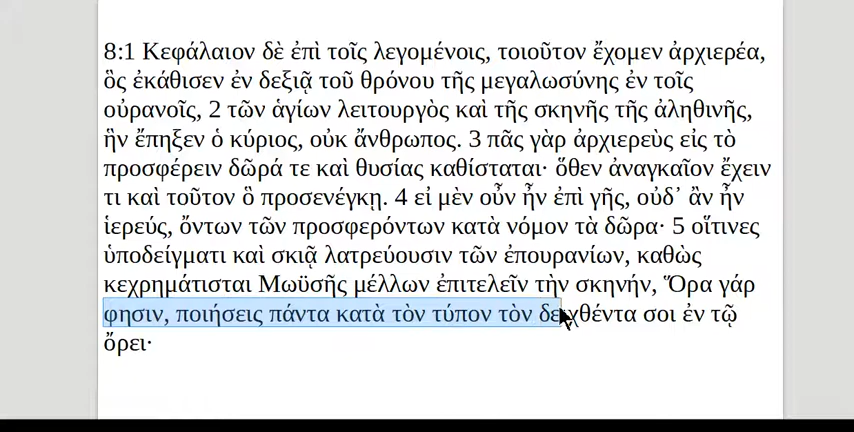 8:1 Κεφάλαιον δὲ ἐπὶ τοῖς λεγομένοις, τοιοῦτον ἔχομεν ἀρχιερέα,
ὃς ἐκάθισεν ἐν δεξιᾷ τοῦ θρόνου τῆς μεγαλωσύνης ἐν τοῖς
οὐρανοῖς, 2 τῶν ἁγίων λειτουργὸς καὶ τῆς σκηνῆς τῆς ἀληθινῆς,
ἣν ἔπηξεν ὁ κύριος, οὐκ ἄνθρωπος. 3 πᾶς γὰρ ἀρχιερεὺς εἰς τὸ
προσφέρειν δῶρά τε καὶ θυσίας καθίσταται· ὅθεν ἀναγκαῖον ἔχειν
τι καὶ τοῦτον ὃ προσενέγκῃ. 4 εἰ μὲν οὖν ἦν ἐπὶ γῆς, οὐδ᾽ ἂν ἦν
ἱερεύς, ὄντων τῶν προσφερόντων κατὰ νόμον τὰ δῶρα· 5 οἵτινες
ὑποδείγματι καὶ σκιᾷ λατρεύουσιν τῶν ἐπουρανίων, καθὼς
κεχρημάτισται Μωϋσῆς μέλλων ἐπιτελεῖν τὴν σκηνήν, Ὅρα γάρ
φησιν, ποιήσεις πάντα κατὰ τὸν τύπον τὸν δειχθέντα σοι ἐν τῷ
ὄρει·